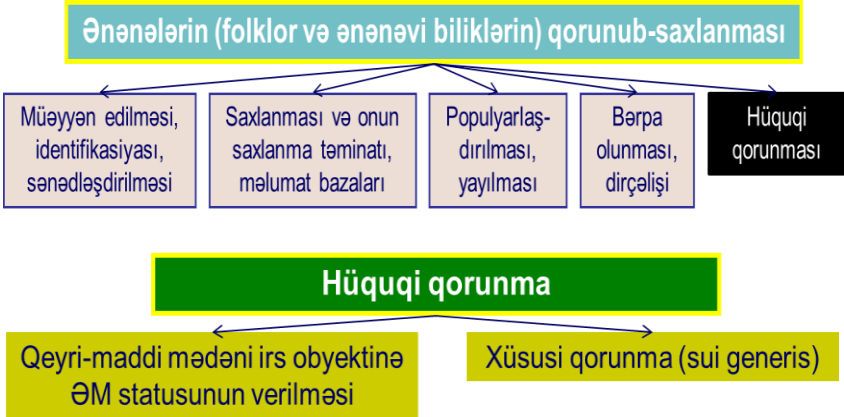 Ənənələrin (folklor və ənənəvi biliklərin) qorunub-saxlanması
Müəyyən edilməsi,
identifikasiyası,
sənədləşdirilməsi
Saxlanması və onun
saxlanma təminatı,
məlumat bazaları
Populyarlaş-
dırılması,
yayılması
Bərpa
olunması,
dirçəlişi
Hüquqi
qorunması
Hüquqi qorunma
Qeyri-maddi mədəni irs obyektinə
ƏM statusunun verilməsi
Xüsusi qorunma (sui generis)